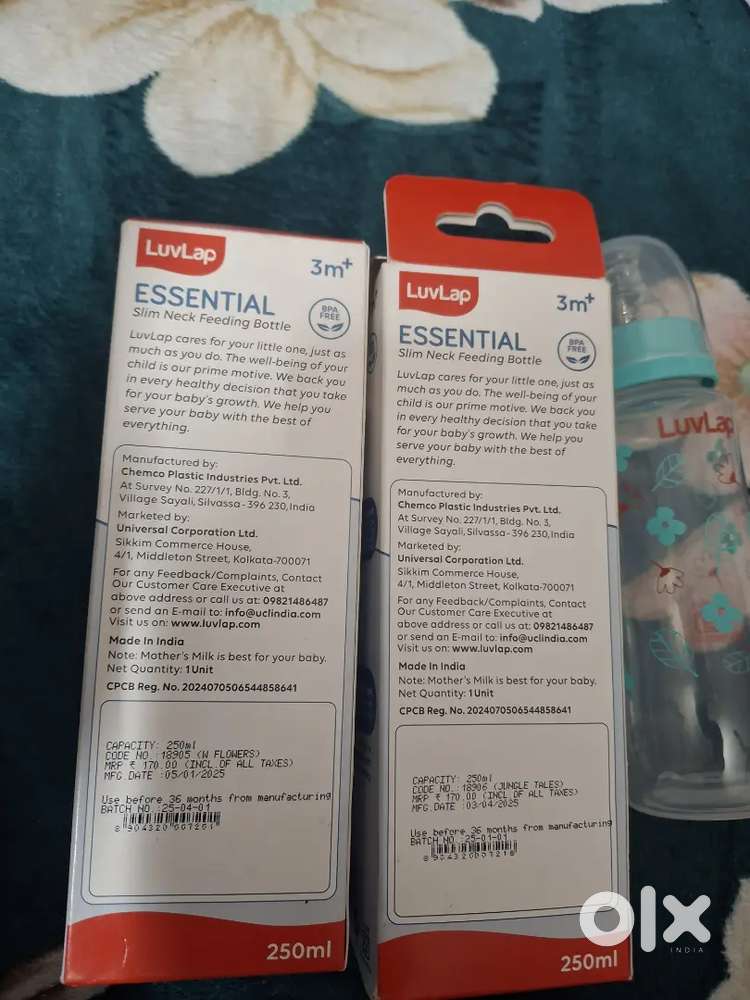 LuvLap
3m+
ESSENTIAL
Slim Neck Feeding Bottle
BPA
FREE
LuvLap cares for your little one, just as
much as you do. The well-being of your
child is our prime motive. We back you
in every healthy decision that you take
for your baby's growth. We help you
serve your baby with the best of
everything.
Manufactured by:
Chemco Plastic Industries Pvt. Ltd.
At Survey No. 227/1/1, Bldg. No. 3,
Village Sayali, Silvassa - 396 230, India
Marketed by:
Universal Corporation Ltd.
Sikkim Commerce House,
4/1, Middleton Street, Kolkata-700071
For any Feedback/Complaints, Contact
Our Customer Care Executive at
above address or call us at: 09821486487
or send an E-mail to: info@uclindia.com
Visit us on: www.luvlap.com
Made In India
Note: Mother's Milk is best for your baby.
Net Quantity: 1 Unit
CPCB Reg. No. 2024070506544858641
CAPACITY: 250ml
CODE NO.:18905 (W FLOWERS)
MRP ₹ 170.00 (INCL.OF ALL TAXES)
MFG DATE :05/01/2025
Use before 36 months from manufacturing
BATCH NO.:25-04-01
250ml
LuvLap
3m+
ESSENTIAL
Slim Neck Feeding Bottle
BPA
FREE
LuvLap cares for your little one, just as
much as you do. The well-being of your
child is our prime motive. We back you
in every healthy decision that you take
for your baby's growth. We help you
serve your baby with the best of
everything.
Manufactured by:
Chemco Plastic Industries Pvt. Ltd.
At Survey No. 227/1/1, Bldg. No. 3,
Village Sayali, Silvassa - 396 230, India
Marketed by:
Universal Corporation Ltd.
Sikkim Commerce House,
4/1, Middleton Street, Kolkata-700071
For any Feedback/Complaints, Contact
Our Customer Care Executive at
above address or call us at: 09821486487
or send an E-mail to: info@uclindia.com
Visit us on: www.luvlap.com
Made In India
Note: Mother's Milk is best for your baby.
Net Quantity: 1 Unit
CPCB Reg. No. 2024070506544858641
CAPACITY: 250ml
CODE NO.:18906 (JUNGLE TALES)
MRP ₹ 170.00 (INCL OF ALL TAXES)
MFG DATE:03/04/2025
Use before 36 months from manufacturing
BATCH NO.:25-01-01
8 904320 007218
250ml
LuvLap
olx
INDIA